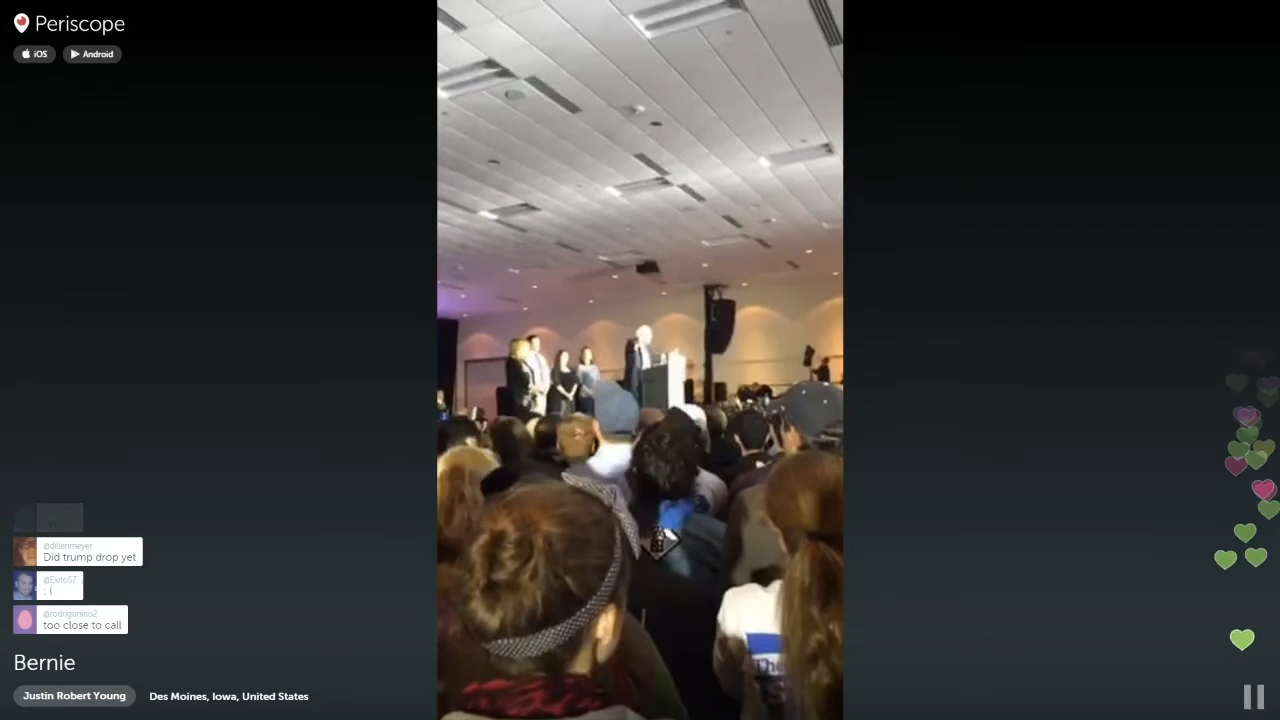 Periscope
iOS
Android
@dillenmeyer
Did trump drop yet
@Exito57
: (
@rodrigonino2
too close to call
Bernie
Justin Robert Young
Des Moines, Iowa, United States
The